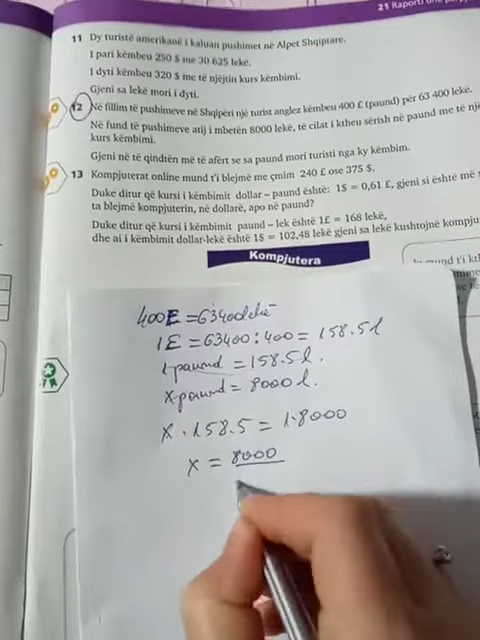 21 Raporti dhe
11 Dy turistë amerikanë i kaluan pushimet në Alpet Shqiptare.
I pari këmbeu 250 $ me 30 625 lekë.
I dyti këmbeu 320 $ me të njëjtin kurs këmbimi.
Gjeni sa lekë mori i dyti.
12 Në fillim të pushimeve në Shqipëri një turist anglez këmbeu 400 £ (paund) për 63 400 lekë.
Në fund të pushimeve atij i mbetën 8000 lekë, të cilat i ktheu sërish në paund me të
kurs këmbimi.
Gjeni në të qindtën më të afërt se sa paund mori turisti nga ky këmbim.
13 Kompjuterat online mund t'i blejmë me çmim 240 £ ose 375 $.
Duke ditur që kursi i këmbimit dollar – paund është: 1$ = 0,61 £, gjeni si është më
ta blejmë kompjuterin, në dollarë, apo në paund?
Duke ditur që kursi i këmbimit paund – lek është 1£ = 168 lekë,
dhe ai i këmbimit dollar-lekë është 1$ = 102,48 lekë gjeni sa lekë kushtojnë
Kompjutera
mund t'i
400£ = 63400 lekë
1£ = 63400 : 400 = 158.5 l
1 paund = 158.5 l.
x paund = 8000 l.
x · 158.5 = 1·8000
x = 8000